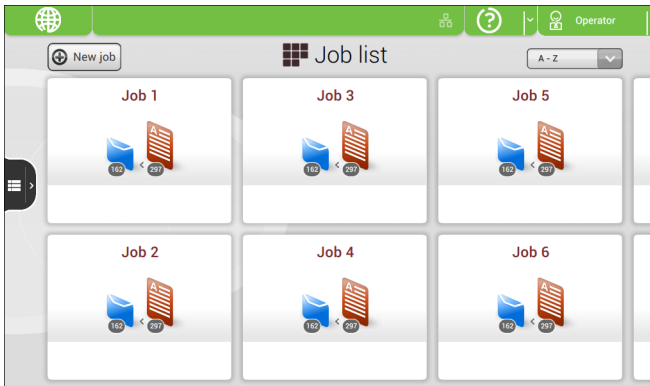 Operator
New job
Job list
A - Z
Job 1
Job 3
Job 5
A
A
A
162 < 297
162 < 297
162 < 297
Job 2
Job 4
Job 6
A
A
A
162 < 297
162 < 297
162 < 297